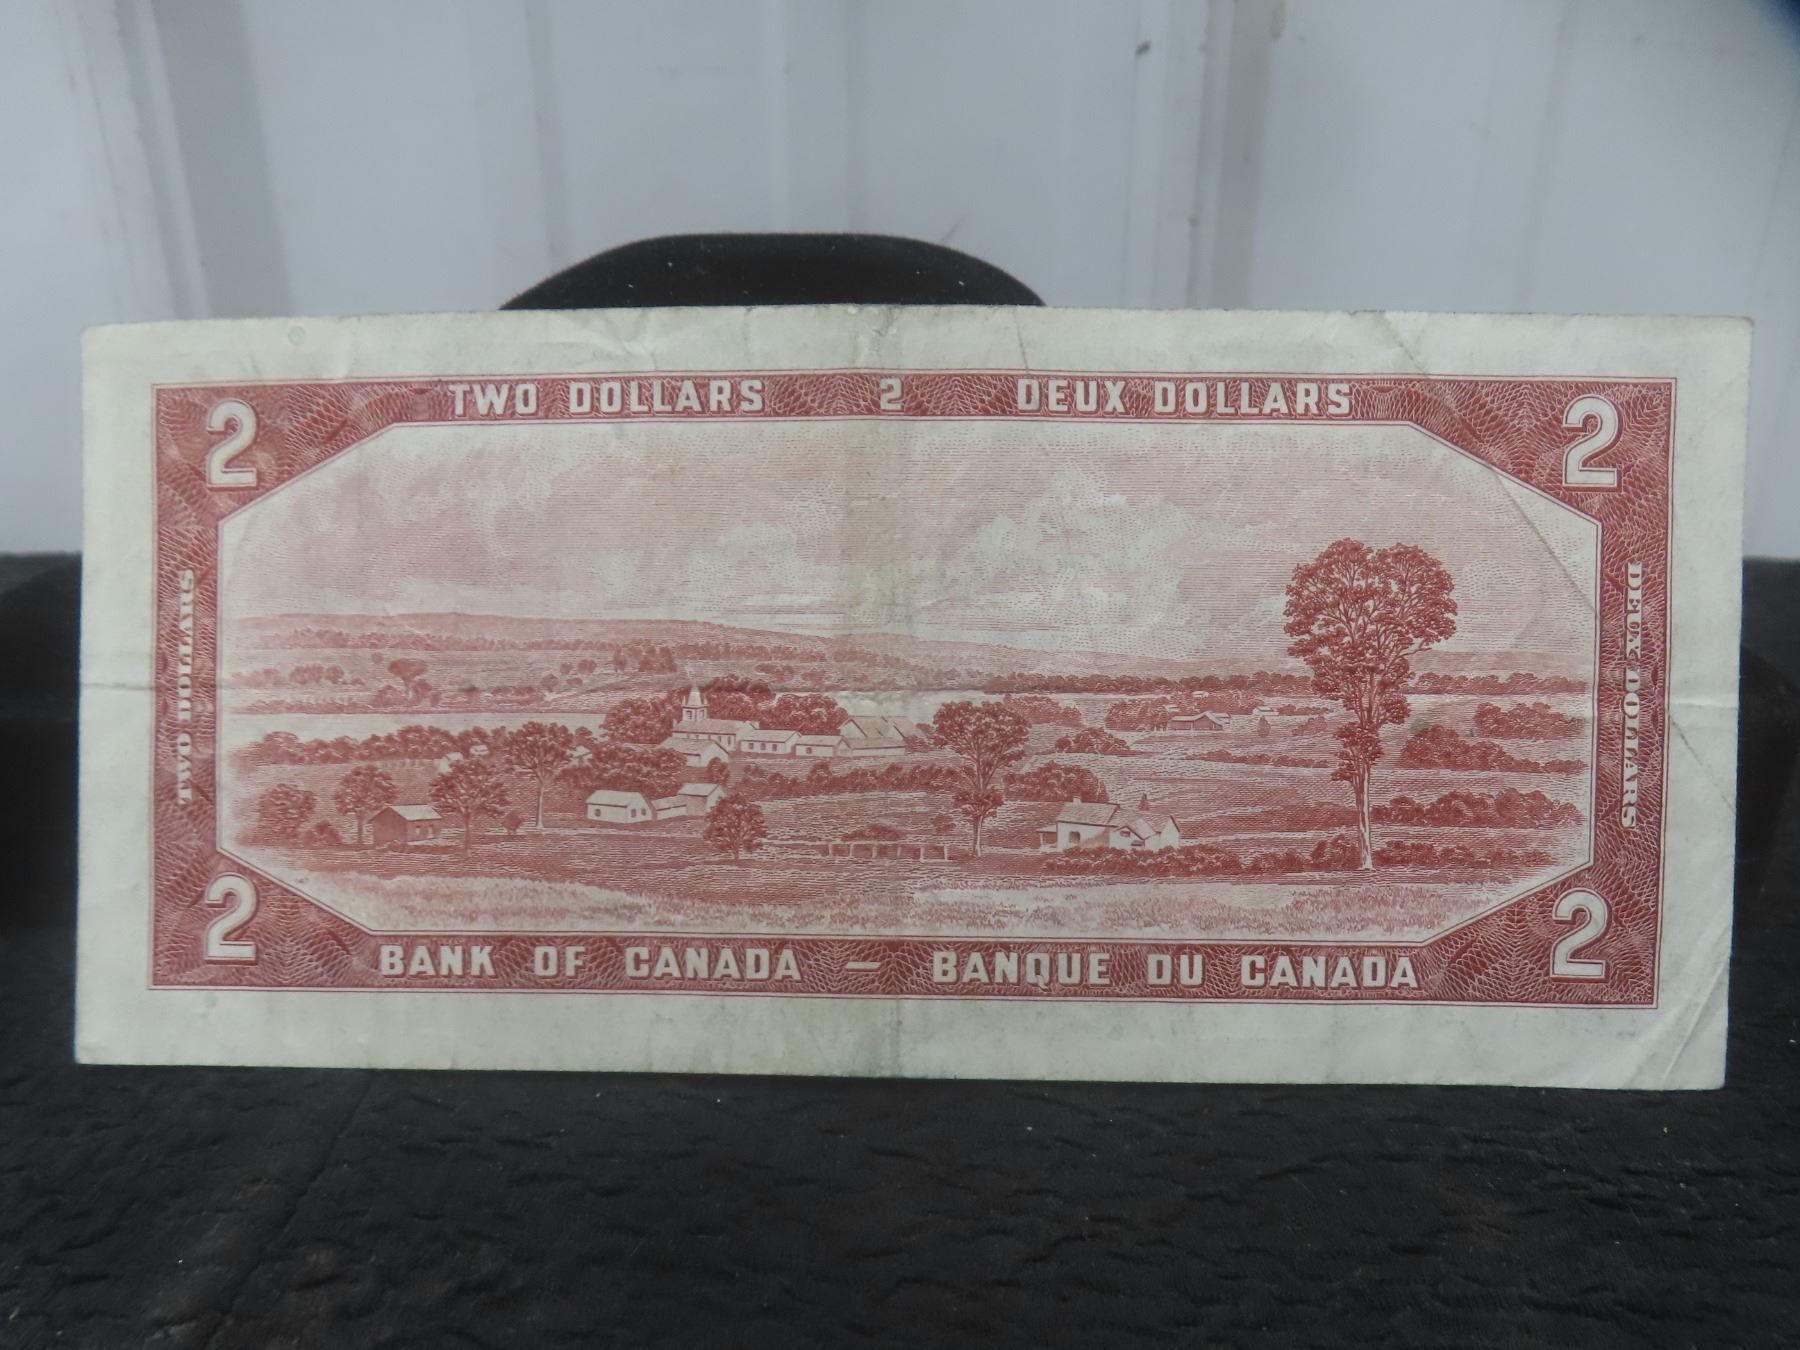 TWO DOLLARS 2 DEUX DOLLARS
2 2
TWO DOLLARS
DEUX DOLLARS
2 2
BANK OF CANADA — BANQUE DU CANADA